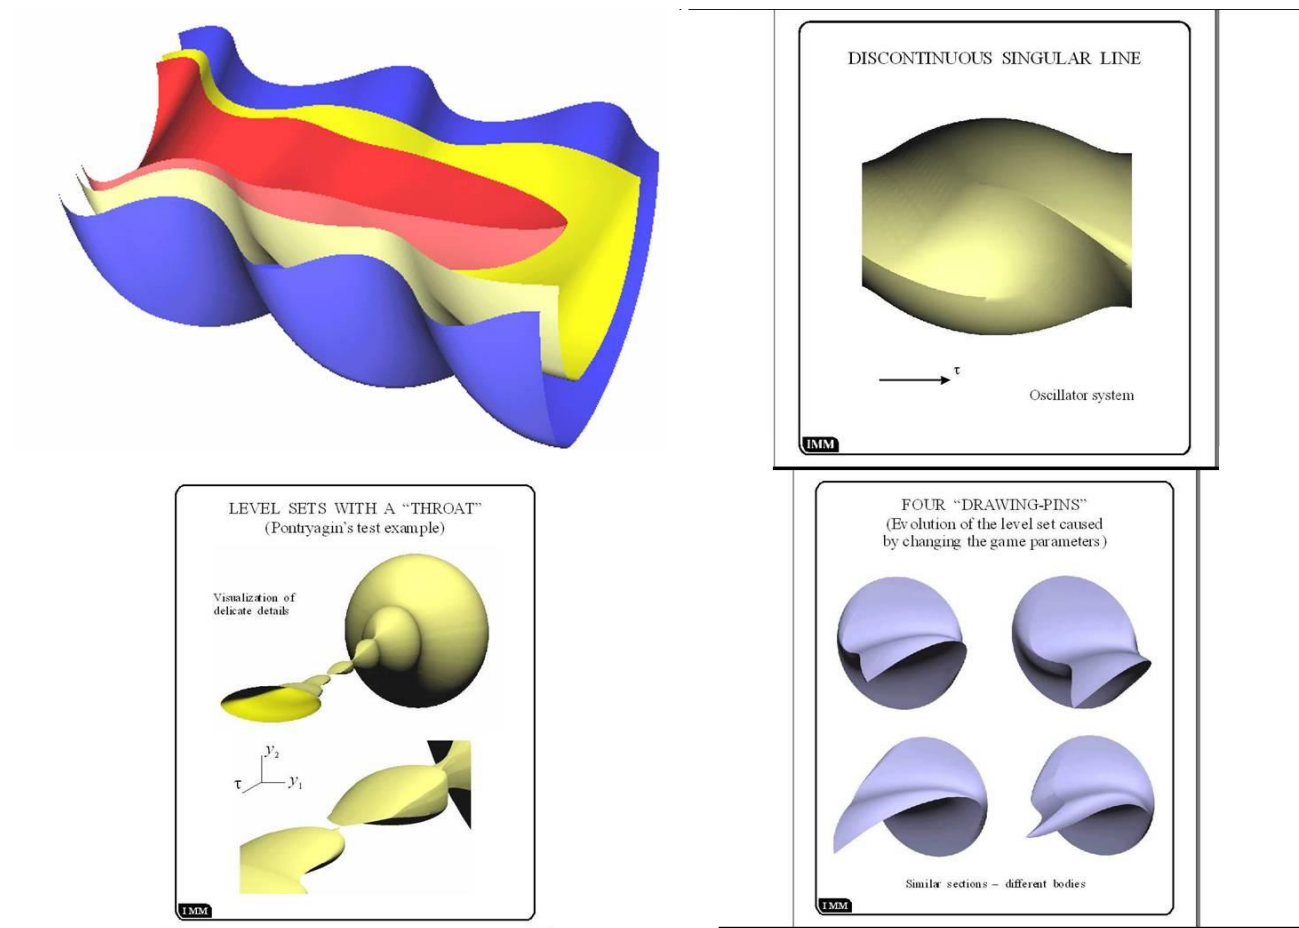 DISCONTINUOUS SINGULAR LINE
τ
Oscillator system
IMM
LEVEL SETS WITH A “THROAT”
(Pontryagin’s test example)
Visualization of
delicate details
y2
τ
y1
IMM
FOUR “DRAWING-PINS”
(Evolution of the level set caused
by changing the game parameters)
Similar sections – different bodies
IMM